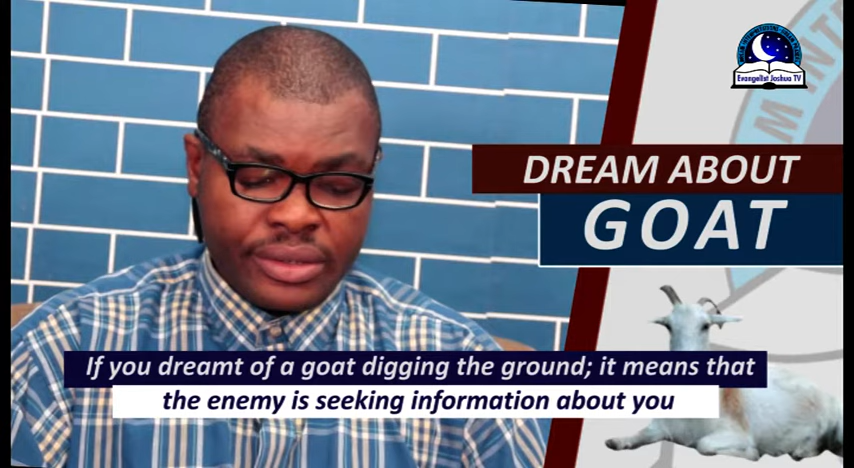 Evangelist Joshua TV
M INT
DREAM ABOUT
GOAT
If you dreamt of a goat digging the ground; it means that
the enemy is seeking information about you